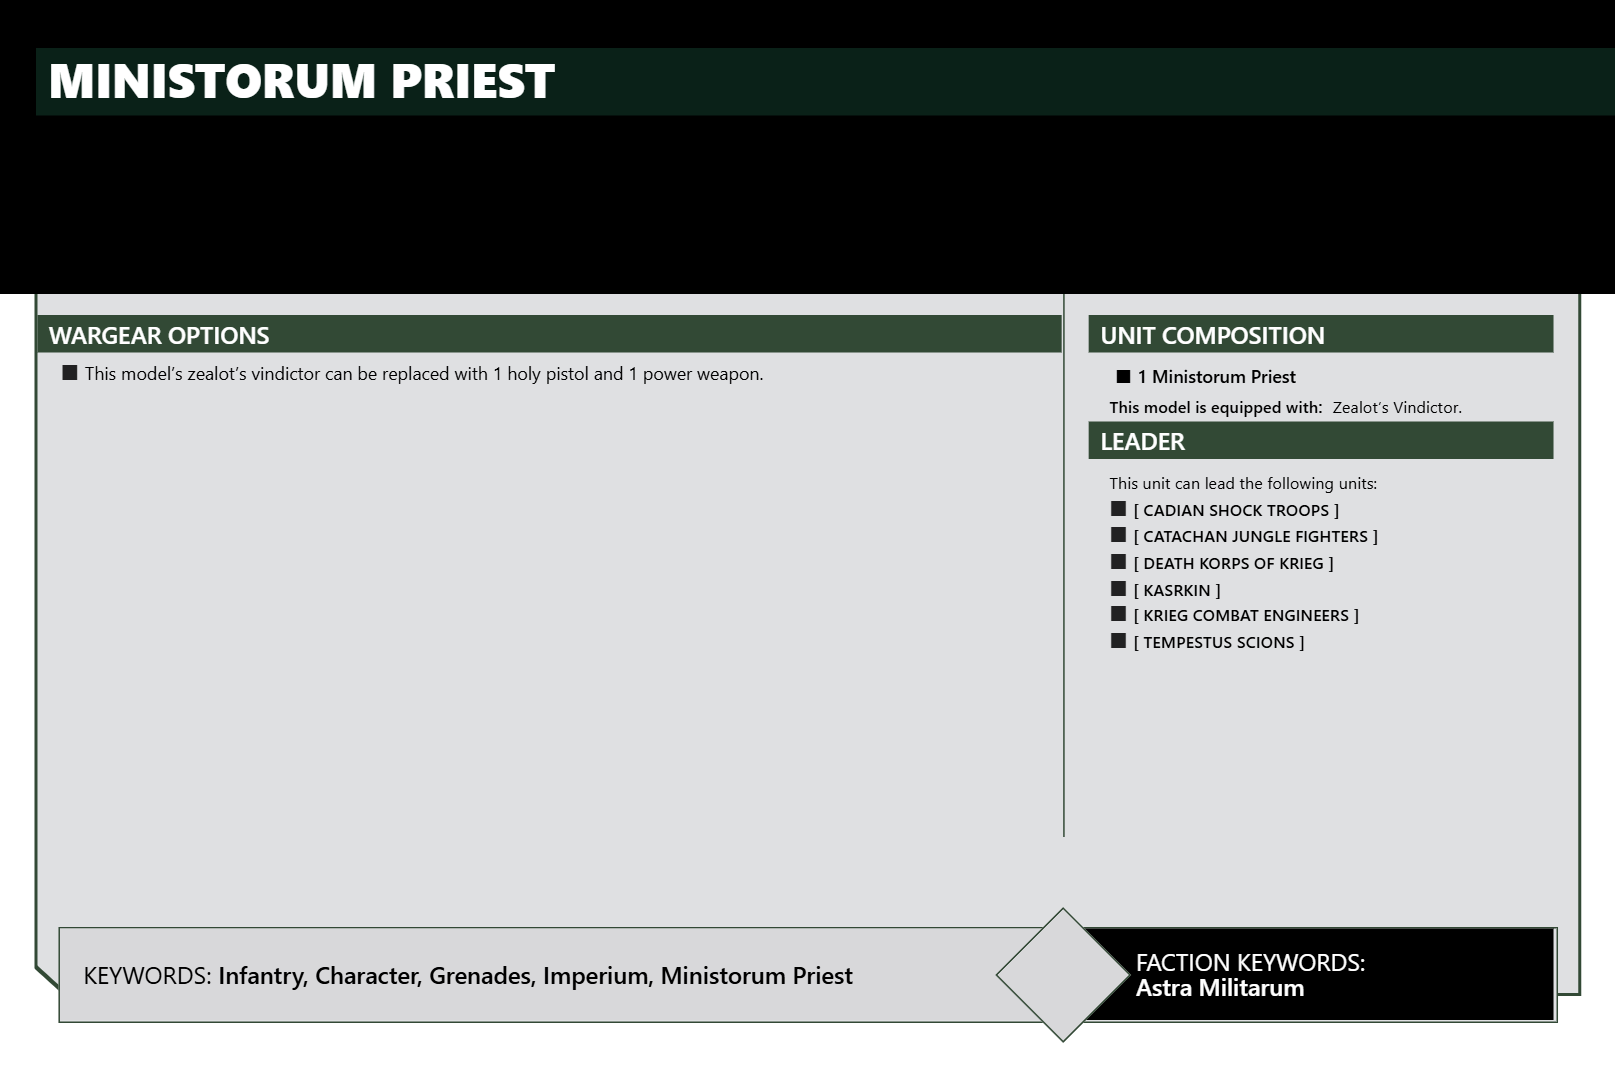 MINISTORUM PRIEST
WARGEAR OPTIONS
■ This model’s zealot’s vindictor can be replaced with 1 holy pistol and 1 power weapon.
UNIT COMPOSITION
■ 1 Ministorum Priest
This model is equipped with: Zealot’s Vindictor.
LEADER
This unit can lead the following units:
■ [ CADIAN SHOCK TROOPS ]
■ [ CATACHAN JUNGLE FIGHTERS ]
■ [ DEATH KORPS OF KRIEG ]
■ [ KASRKIN ]
■ [ KRIEG COMBAT ENGINEERS ]
■ [ TEMPESTUS SCIONS ]
KEYWORDS: Infantry, Character, Grenades, Imperium, Ministorum Priest
FACTION KEYWORDS:
Astra Militarum